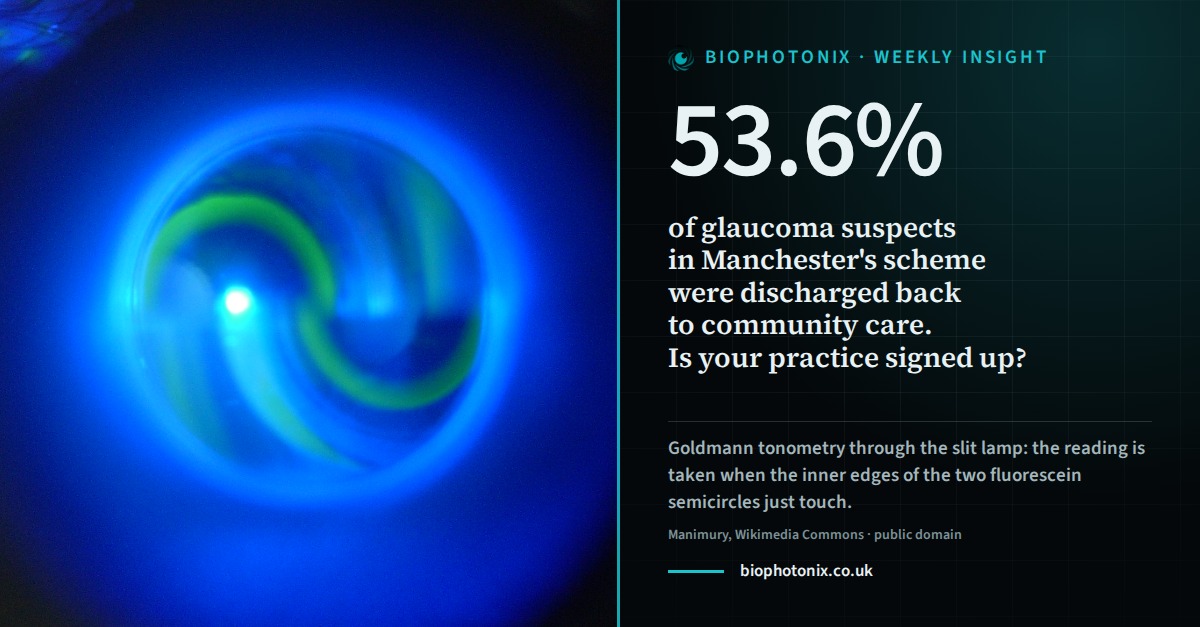 BIOPHOTONIX · WEEKLY INSIGHT
53.6%
of glaucoma suspects
in Manchester's scheme
were discharged back
to community care.
Is your practice signed up?
Goldmann tonometry through the slit lamp: the reading is
taken when the inner edges of the two fluorescein
semicircles just touch.
Manimury, Wikimedia Commons · public domain
biophotonix.co.uk